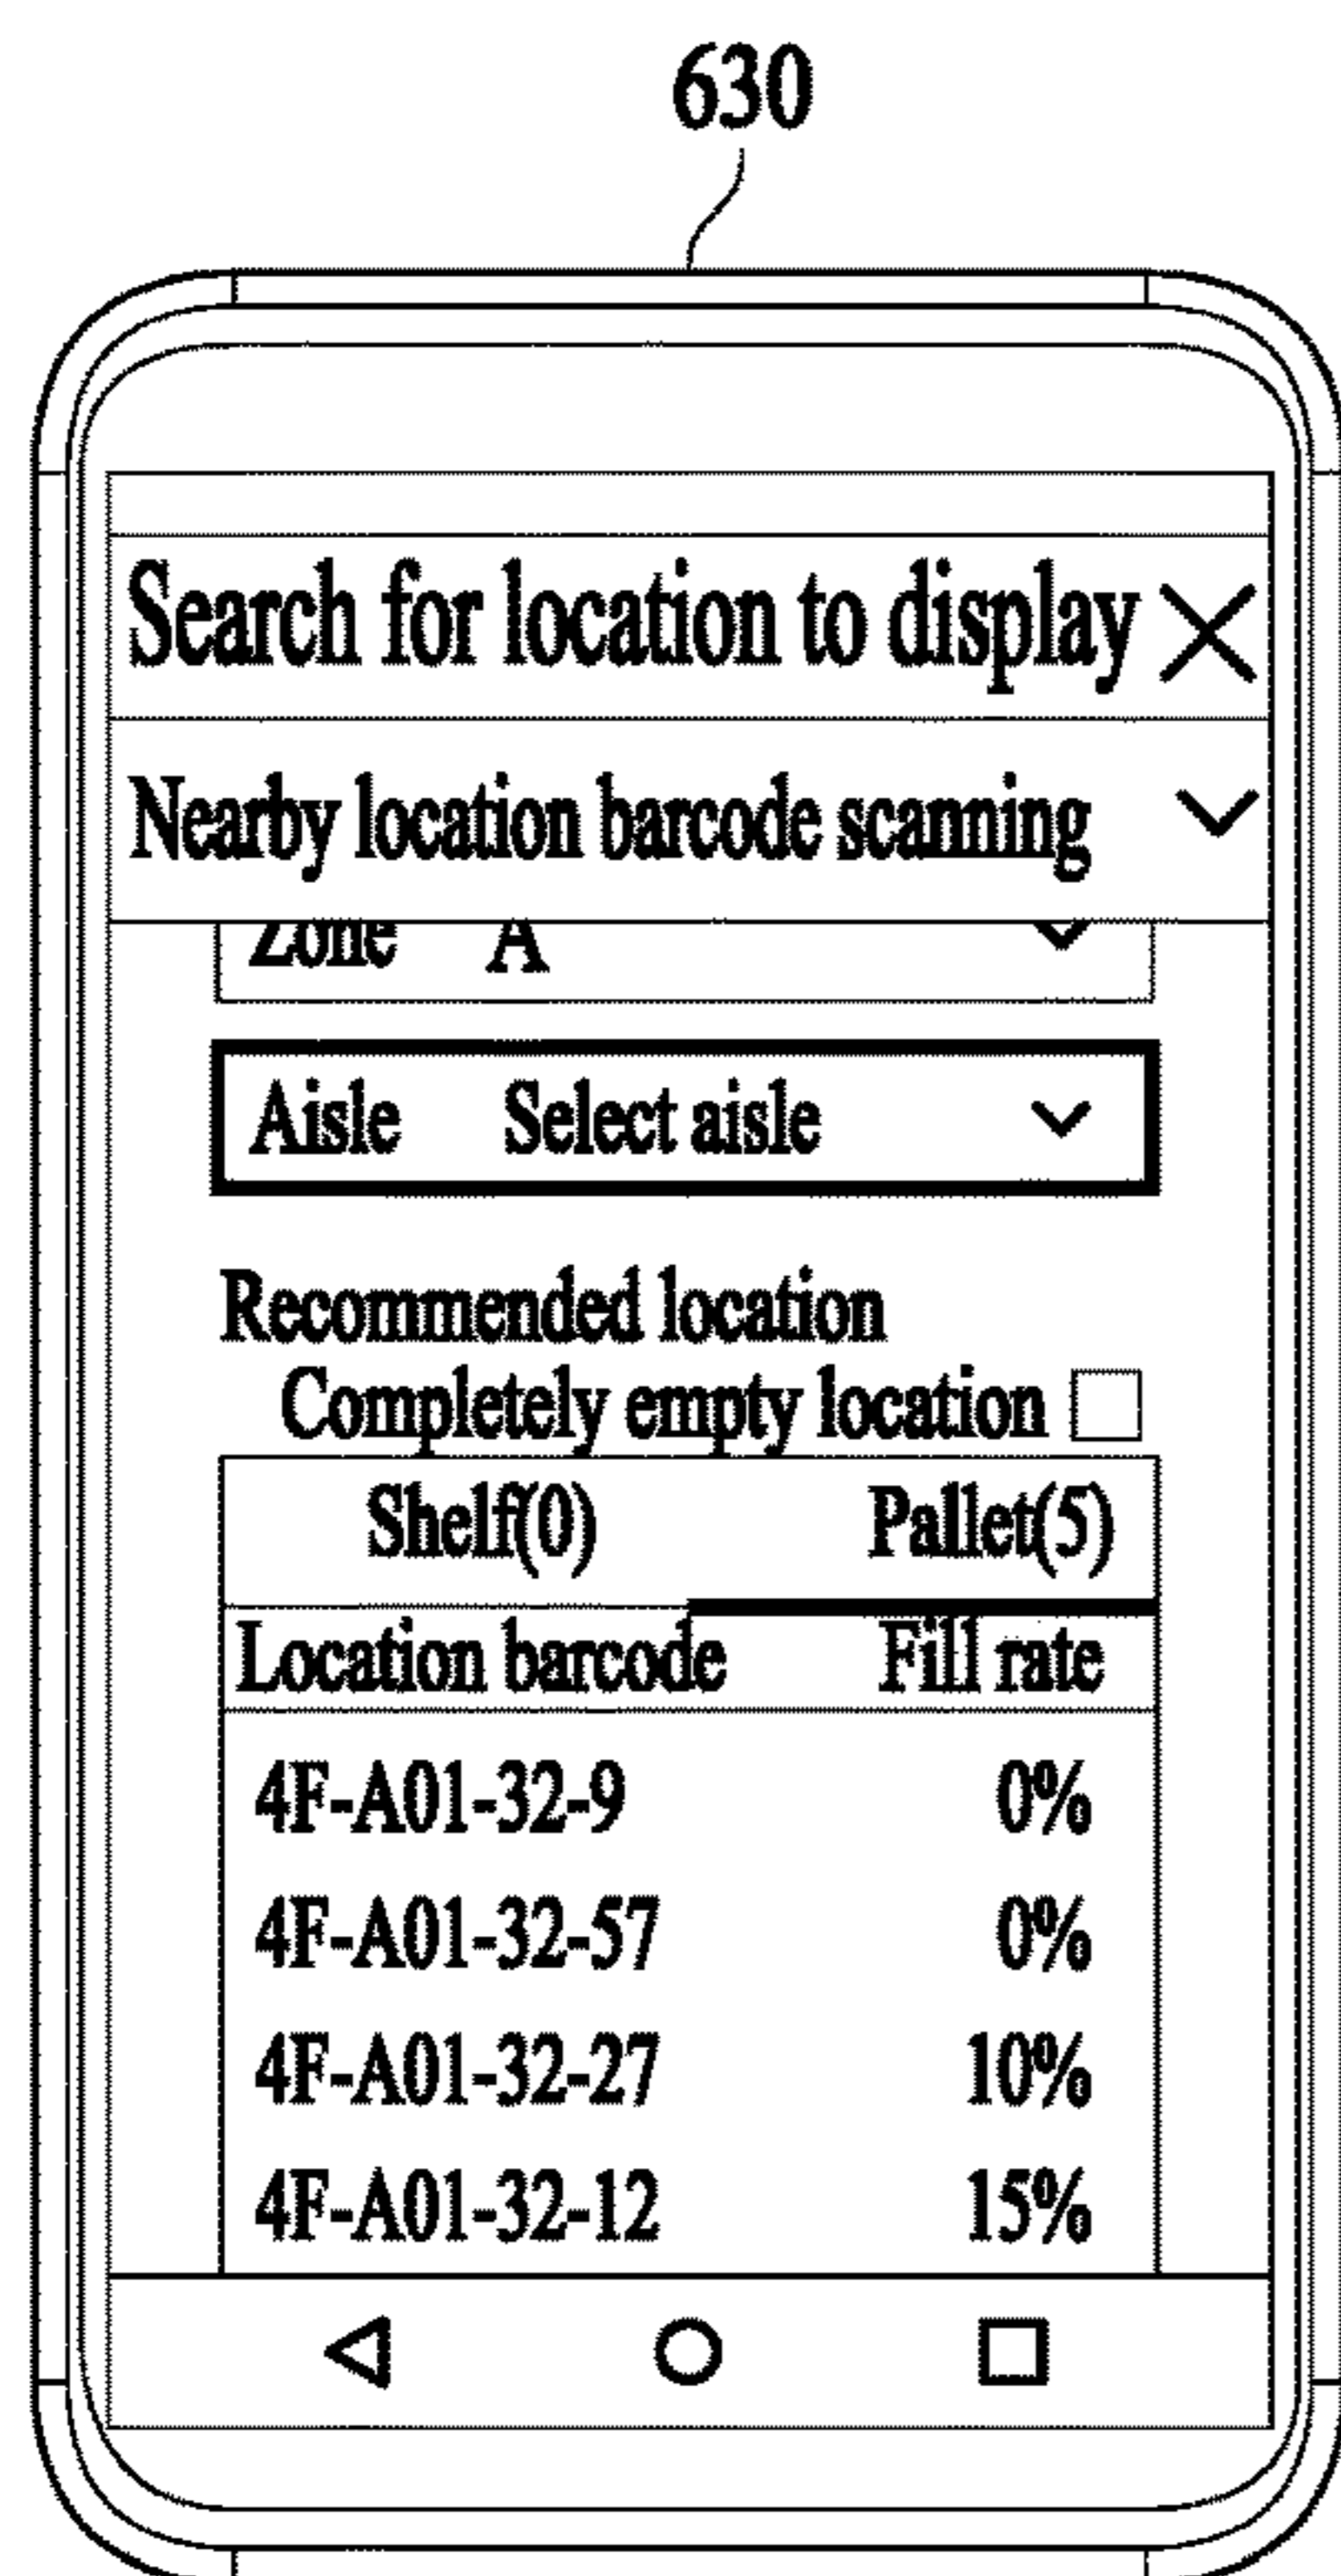 630
Search for location to display
Nearby location barcode scanning
Zone A
Aisle Select aisle
Recommended location
Completely empty location
Shelf(0) Pallet(5)
Location barcode Fill rate
4F-A01-32-9 0%
4F-A01-32-57 0%
4F-A01-32-27 10%
4F-A01-32-12 15%